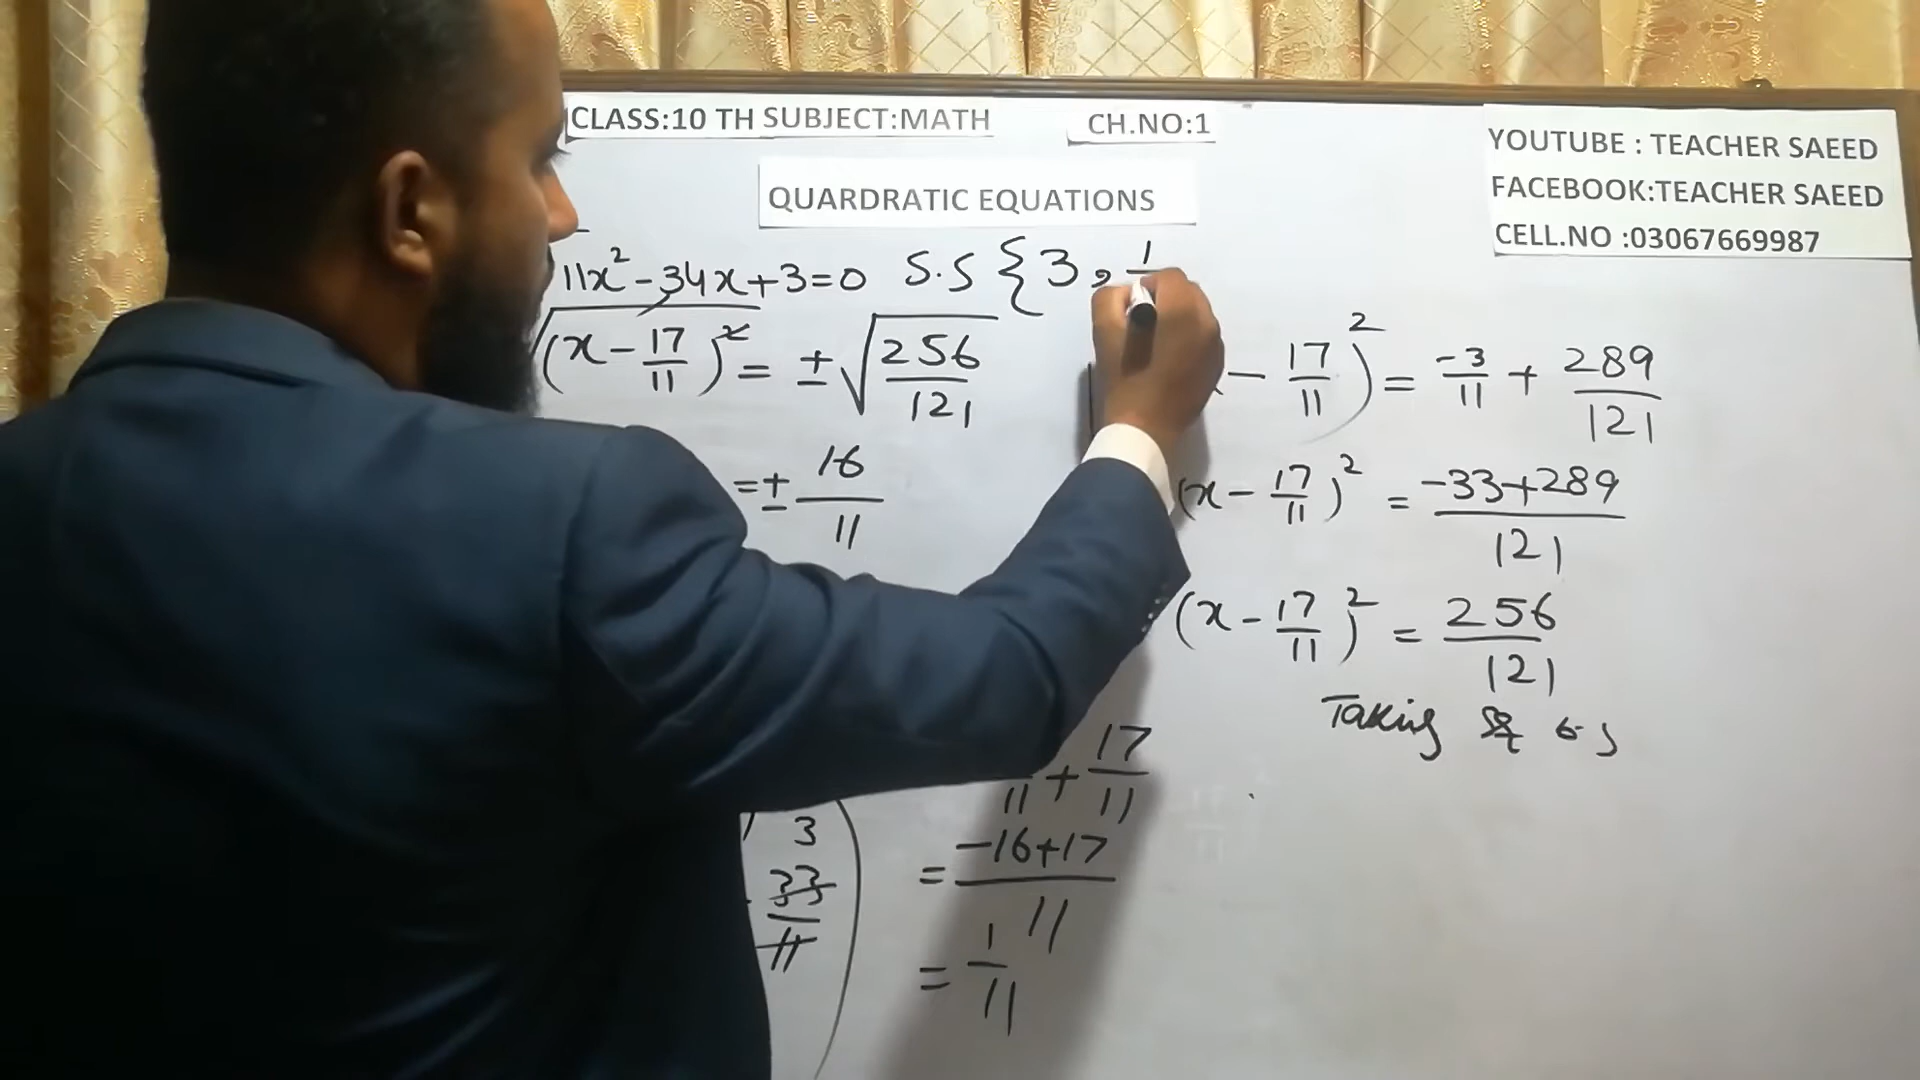 CLASS:10 TH SUBJECT:MATH
CH.NO:1
QUARDRATIC EQUATIONS
YOUTUBE : TEACHER SAEED
FACEBOOK:TEACHER SAEED
CELL.NO :03067669987
11x² - 34x + 3 = 0 S.S { 3 , 1/
√(x - 17/11)² = ± √256/121
= ± 16/11
3
33/11
11 + 17/11
= -16+17/11
= 1/11
- 17/11)² = -3/11 + 289/121
(x - 17/11)² = -33+289/121
(x - 17/11)² = 256/121
Taking